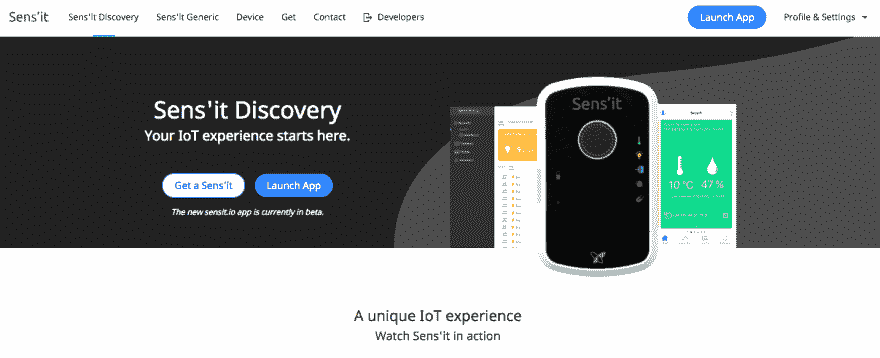 Sens'it
Sens'it Discovery
Sens'it Generic
Device
Get
Contact
Developers
Launch App
Profile & Settings
Sens'it Discovery
Your IoT experience starts here.
Get a Sens'it
Launch App
The new sensit.io app is currently in beta.
Sens'it
10 °C
47 %
A unique IoT experience
Watch Sens'it in action